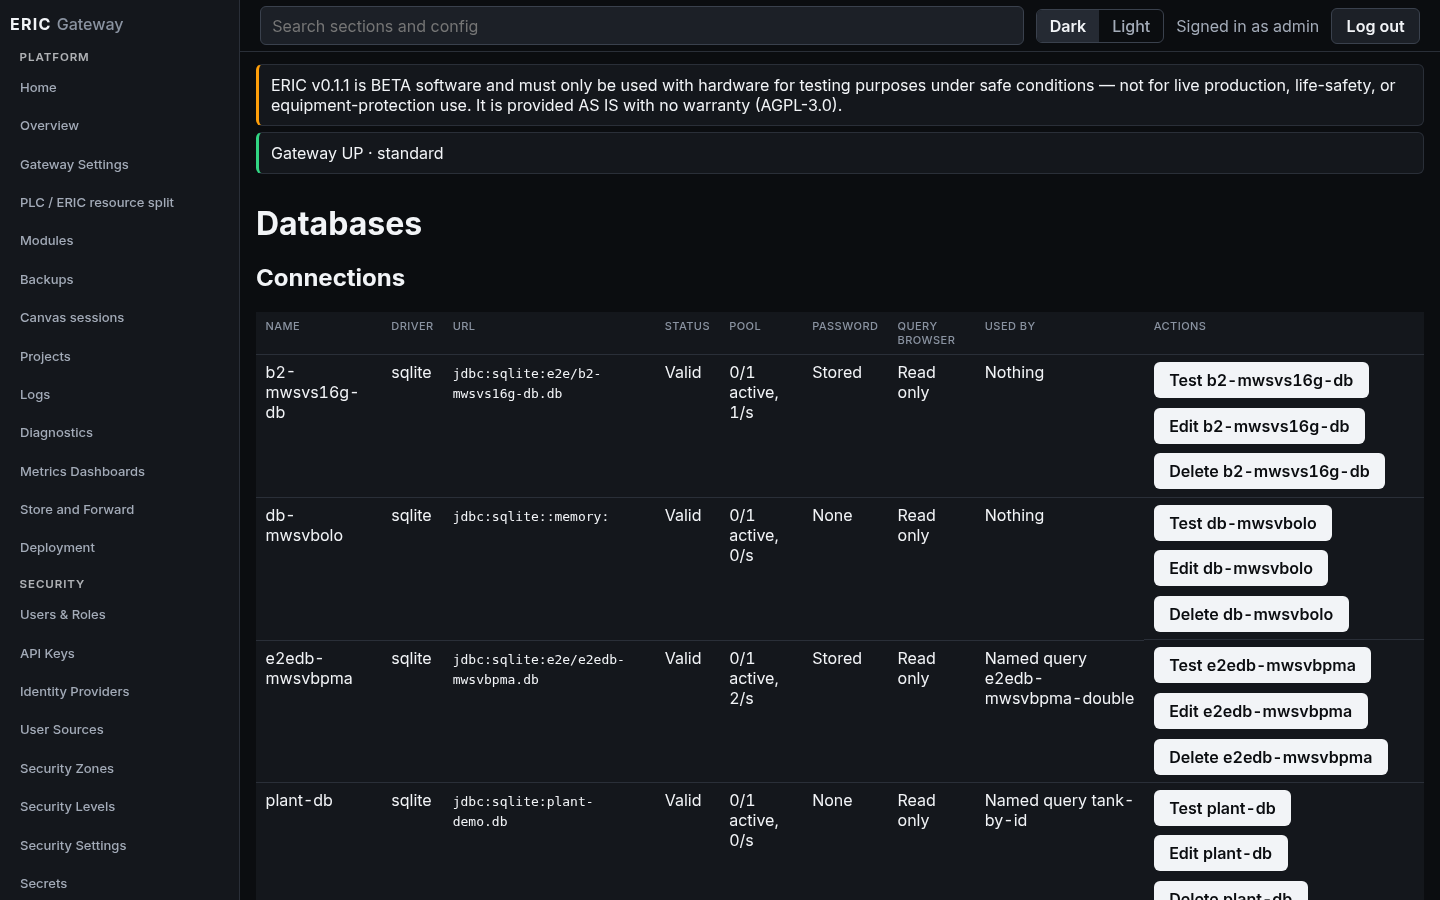 ERIC Gateway
PLATFORM
Home
Overview
Gateway Settings
PLC / ERIC resource split
Modules
Backups
Canvas sessions
Projects
Logs
Diagnostics
Metrics Dashboards
Store and Forward
Deployment
SECURITY
Users & Roles
API Keys
Identity Providers
User Sources
Security Zones
Security Levels
Security Settings
Secrets
Search sections and config
Dark Light Signed in as admin Log out
ERIC v0.1.1 is BETA software and must only be used with hardware for testing purposes under safe conditions — not for live production, life-safety, or
equipment-protection use. It is provided AS IS with no warranty (AGPL-3.0).
Gateway UP · standard
Databases
Connections
NAME DRIVER URL STATUS POOL PASSWORD QUERY BROWSER USED BY ACTIONS
b2-
mwsvs16g-
db
sqlite
jdbc:sqlite:e2e/b2-
mwsvs16g-db.db
Valid
0/1
active,
1/s
Stored
Read
only
Nothing
Test b2-mwsvs16g-db
Edit b2-mwsvs16g-db
Delete b2-mwsvs16g-db
db-
mwsvbolo
sqlite
jdbc:sqlite::memory:
Valid
0/1
active,
0/s
None
Read
only
Nothing
Test db-mwsvbolo
Edit db-mwsvbolo
Delete db-mwsvbolo
e2edb-
mwsvbpma
sqlite
jdbc:sqlite:e2e/e2edb-
mwsvbpma.db
Valid
0/1
active,
2/s
Stored
Read
only
Named query
e2edb-
mwsvbpma-double
Test e2edb-mwsvbpma
Edit e2edb-mwsvbpma
Delete e2edb-mwsvbpma
plant-db
sqlite
jdbc:sqlite:plant-
demo.db
Valid
0/1
active,
0/s
None
Read
only
Named query tank-
by-id
Test plant-db
Edit plant-db
Delete plant-db